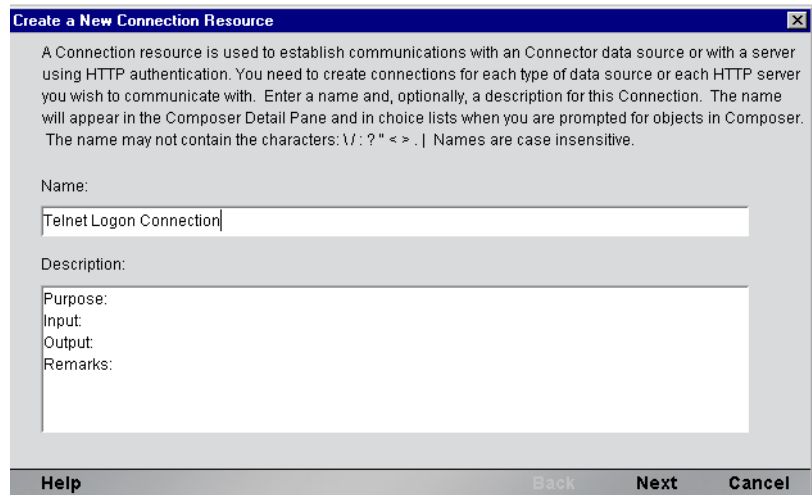 Create a New Connection Resource
A Connection resource is used to establish communications with an Connector data source or with a server
using HTTP authentication. You need to create connections for each type of data source or each HTTP server
you wish to communicate with.  Enter a name and, optionally, a description for this Connection.  The name
will appear in the Composer Detail Pane and in choice lists when you are prompted for objects in Composer.
The name may not contain the characters: \ / : ? " < > . |  Names are case insensitive.
Name:
Telnet Logon Connection
Description:
Purpose:
Input:
Output:
Remarks:
Help Back Next Cancel